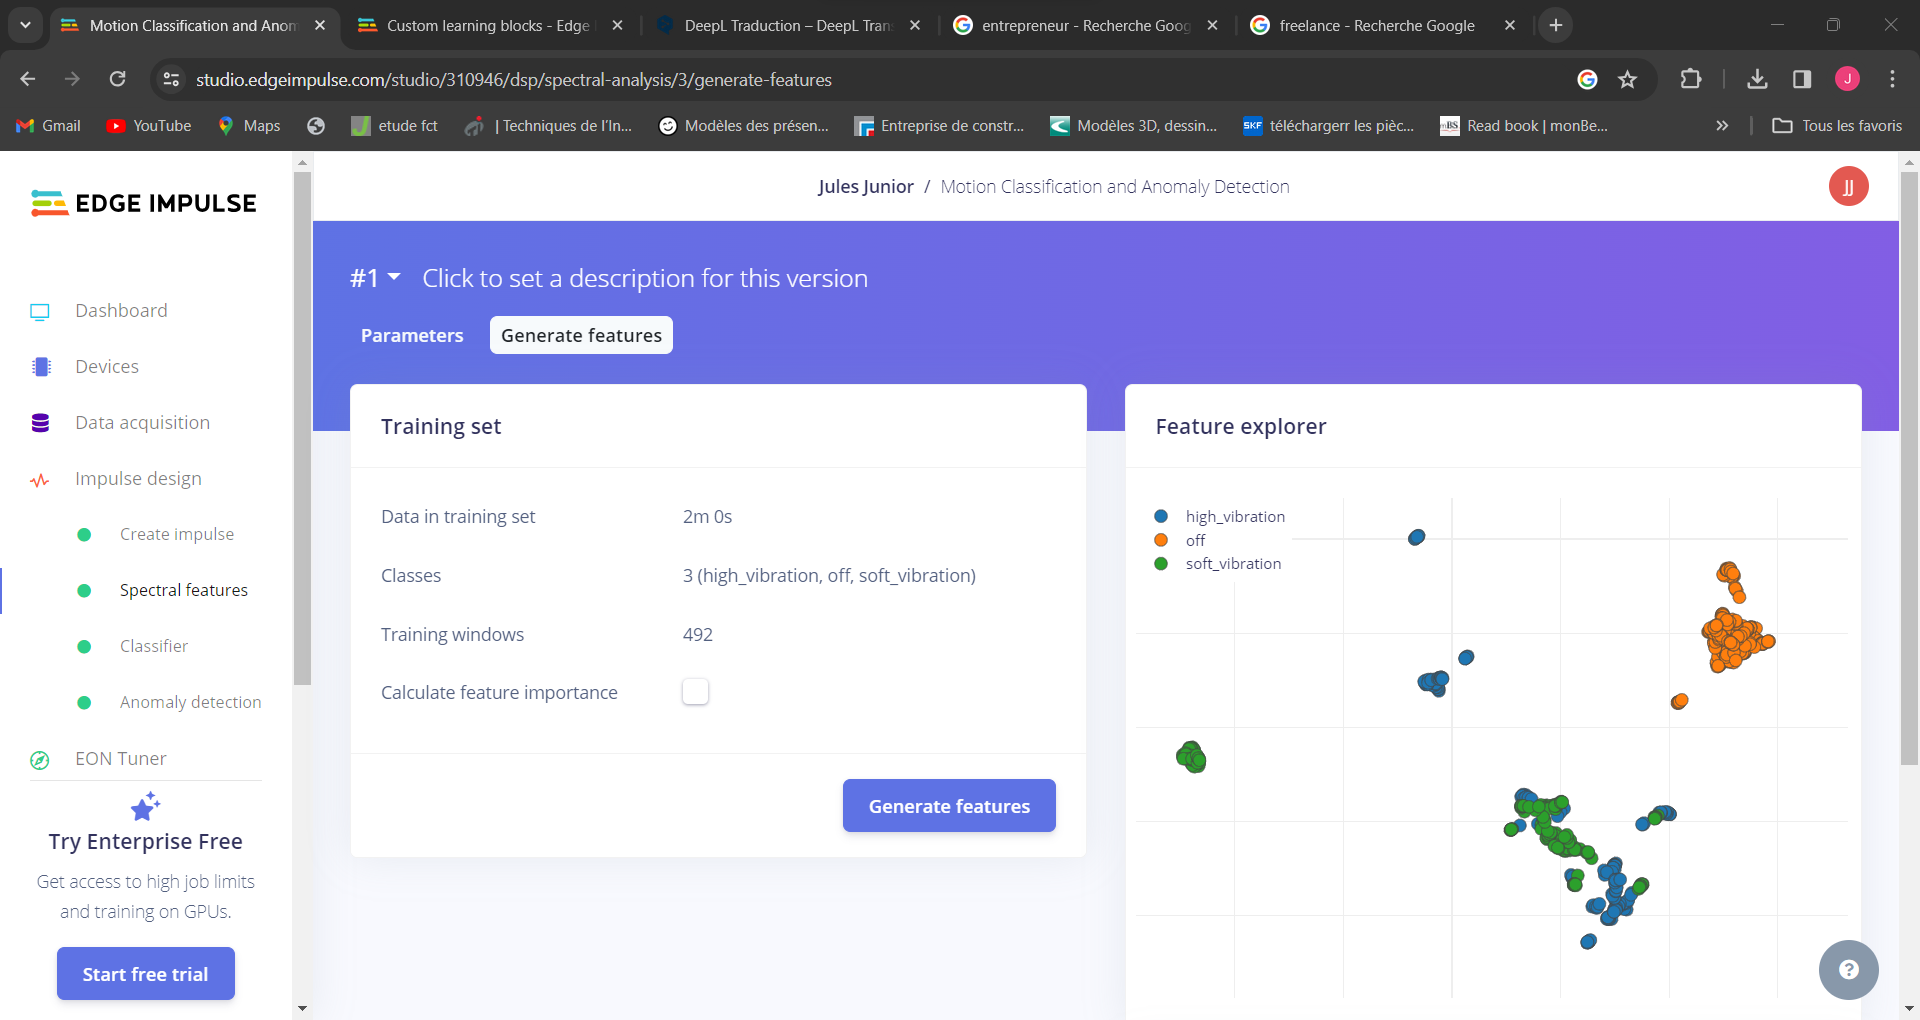 Motion Classification and Anom
Custom learning blocks - Edge
DeepL Traduction – DeepL Tran
entrepreneur - Recherche Goog
freelance - Recherche Google
studio.edgeimpulse.com/studio/310946/dsp/spectral-analysis/3/generate-features
J
Gmail
YouTube
Maps
etude fct
| Techniques de l'In...
Modèles des présen...
Entreprise de constr...
Modèles 3D, dessin...
SKF
téléchargerr les pièc...
Read book | monBe...
»
Tous les favoris
EDGE IMPULSE
Jules Junior / Motion Classification and Anomaly Detection
JJ
#1
Click to set a description for this version
Parameters
Generate features
Dashboard
Devices
Data acquisition
Impulse design
Create impulse
Spectral features
Classifier
Anomaly detection
EON Tuner
Try Enterprise Free
Get access to high job limits
and training on GPUs.
Start free trial
Training set
Data in training set
2m 0s
Classes
3 (high_vibration, off, soft_vibration)
Training windows
492
Calculate feature importance
Generate features
Feature explorer
high_vibration
off
soft_vibration
?